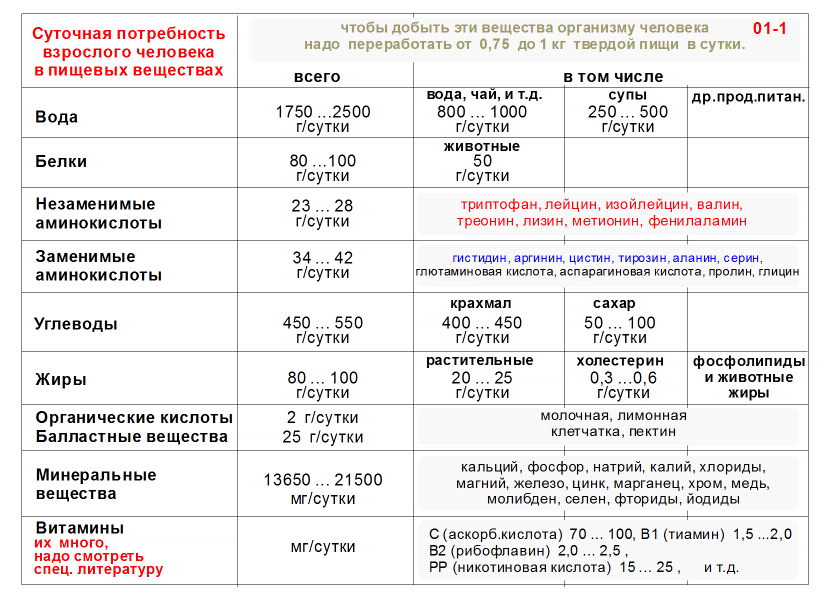 Суточная потребность
взрослого человека
в пищевых веществах
чтобы добыть эти вещества организму человека
надо переработать от 0,75 до 1 кг твердой пищи в сутки.
01-1
всего
в том числе
Вода
1750 ...2500
г/сутки
вода, чай, и т.д.
800 ... 1000
г/сутки
супы
250 ... 500
г/сутки
др.прод.питан.
Белки
80 ...100
г/сутки
животные
50
г/сутки
Незаменимые
аминокислоты
23 ... 28
г/сутки
триптофан, лейцин, изолейцин, валин,
треонин, лизин, метионин, фенилаламин
Заменимые
аминокислоты
34 ... 42
г/сутки
гистидин, аргинин, цистин, тирозин, аланин, серин,
глютаминовая кислота, аспарагиновая кислота, пролин, глицин
Углеводы
450 ... 550
г/сутки
крахмал
400 ... 450
г/сутки
сахар
50 ... 100
г/сутки
Жиры
80 ... 100
г/сутки
растительные
20 ... 25
г/сутки
холестерин
0,3 ...0,6
г/сутки
фосфолипиды
и животные
жиры
Органические кислоты
Балластные вещества
2 г/сутки
25 г/сутки
молочная, лимонная
клетчатка, пектин
Минеральные
вещества
13650 ... 21500
мг/сутки
кальций, фосфор, натрий, калий, хлориды,
магний, железо, цинк, марганец, хром, медь,
молибден, селен, фториды, йодиды
Витамины
их много,
надо смотреть
спец. литературу
мг/сутки
С (аскорб.кислота) 70 ... 100, В1 (тиамин) 1,5 ...2,0
В2 (рибофлавин) 2,0 ... 2,5 ,
РР (никотиновая кислота) 15 ... 25 , и т.д.